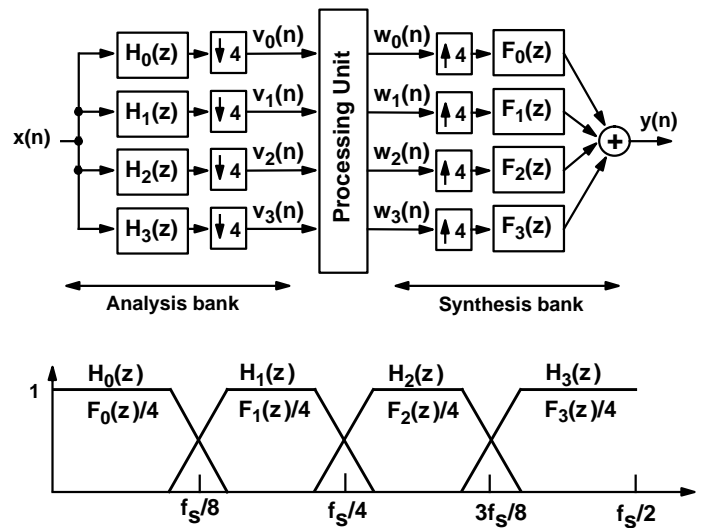 H0(z) ↓4 v0(n) w0(n) ↑4 F0(z)
H1(z) ↓4 v1(n) w1(n) ↑4 F1(z)
x(n) Processing Unit + y(n)
H2(z) ↓4 v2(n) w2(n) ↑4 F2(z)
H3(z) ↓4 v3(n) w3(n) ↑4 F3(z)
Analysis bank Synthesis bank
H0(z) H1(z) H2(z) H3(z)
1 F0(z)/4 F1(z)/4 F2(z)/4 F3(z)/4
fs/8 fs/4 3fs/8 fs/2